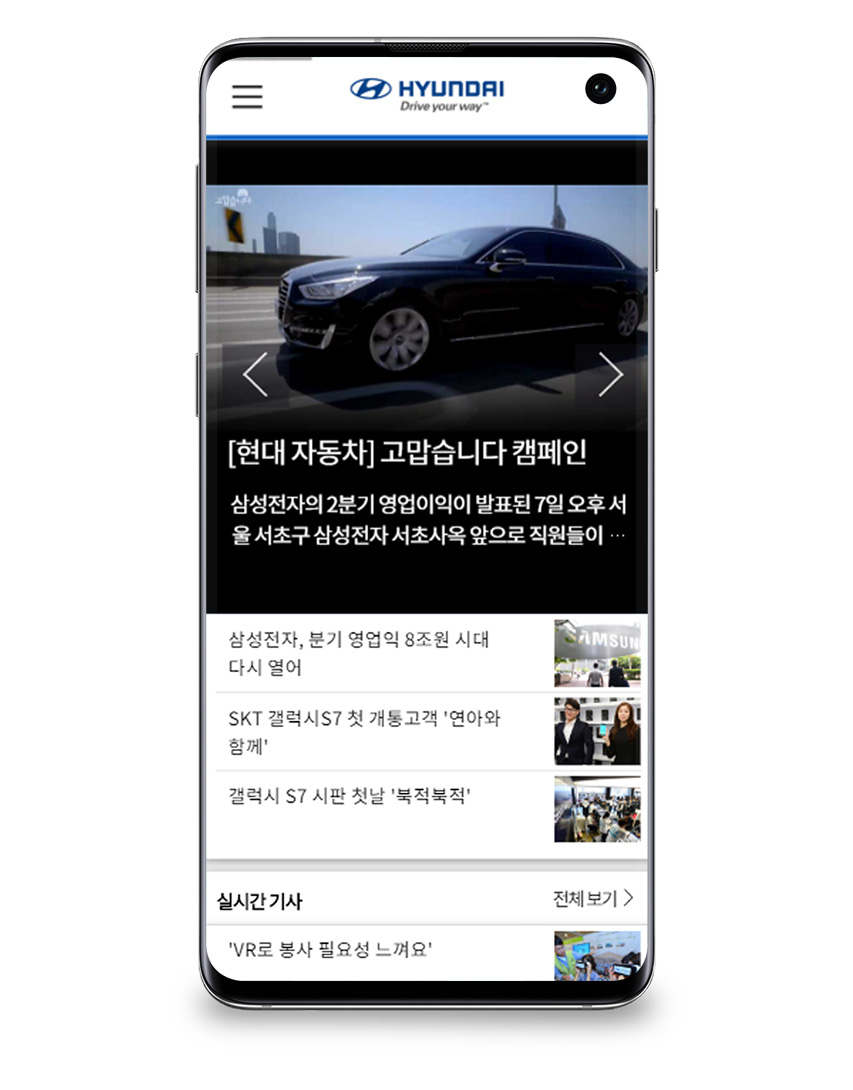 HYUNDAI
Drive your way™
고맙습니다
[현대 자동차] 고맙습니다 캠페인
삼성전자의 2분기 영업이익이 발표된 7일 오후 서
울 서초구 삼성전자 서초사옥 앞으로 직원들이 …
삼성전자, 분기 영업익 8조원 시대
다시 열어
SAMSUN
SKT 갤럭시S7 첫 개통고객 '연아와
함께'
갤럭시 S7 시판 첫날 '북적북적'
실시간 기사
전체 보기
'VR로 봉사 필요성 느껴요'